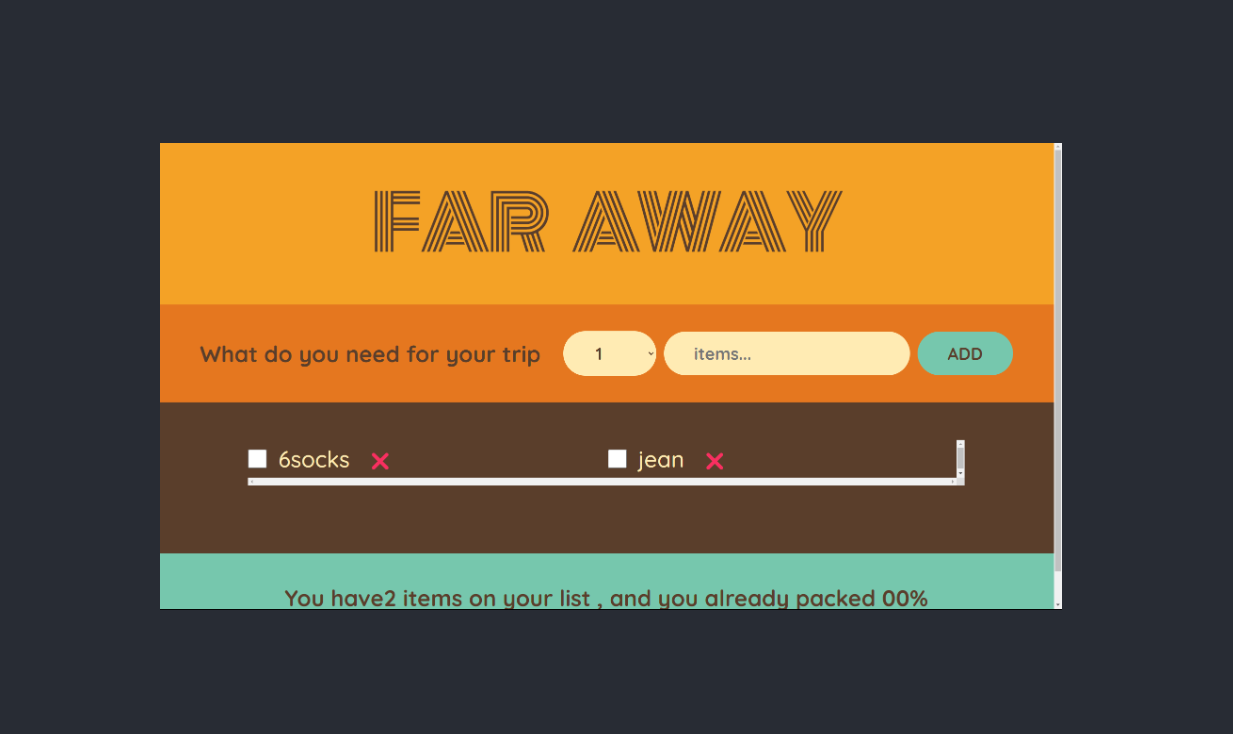 FAR AWAY
What do you need for your trip 1 items... ADD
6socks ❌ jean ❌
You have2 items on your list , and you already packed 00%